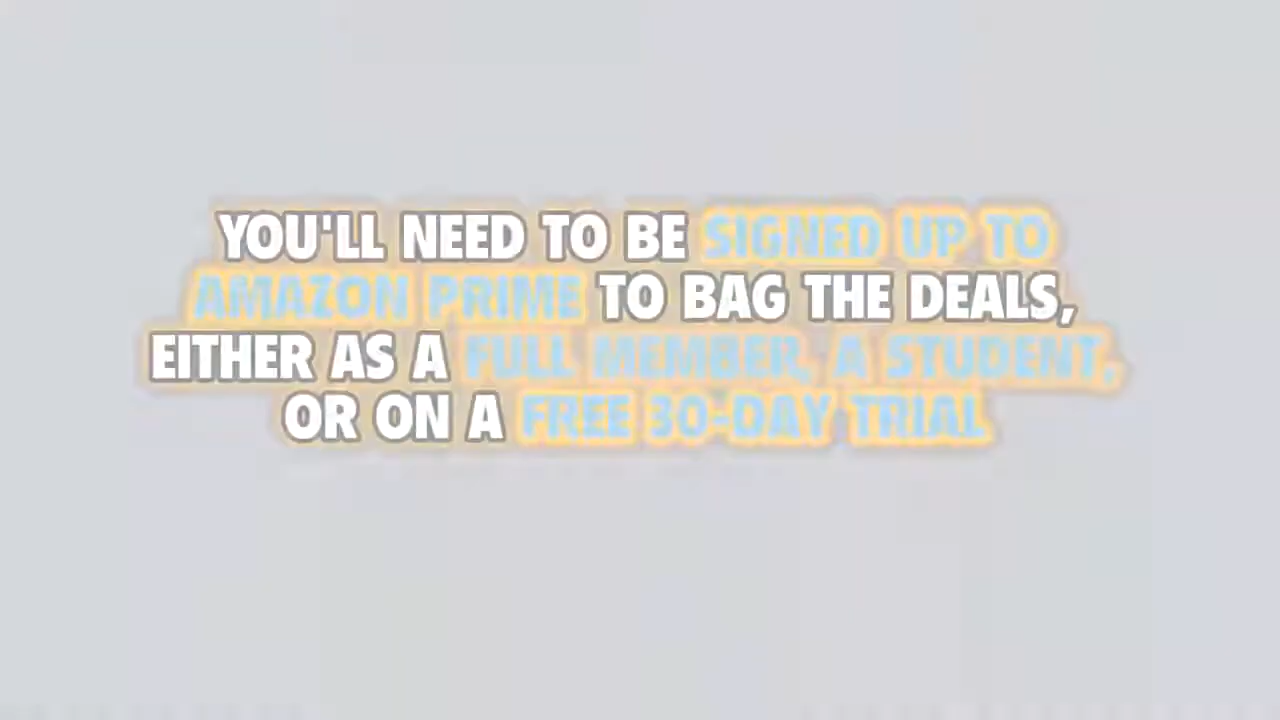 YOU'LL NEED TO BE SIGNED UP TO
AMAZON PRIME TO BAG THE DEALS,
EITHER AS A FULL MEMBER, A STUDENT,
OR ON A FREE 30-DAY TRIAL